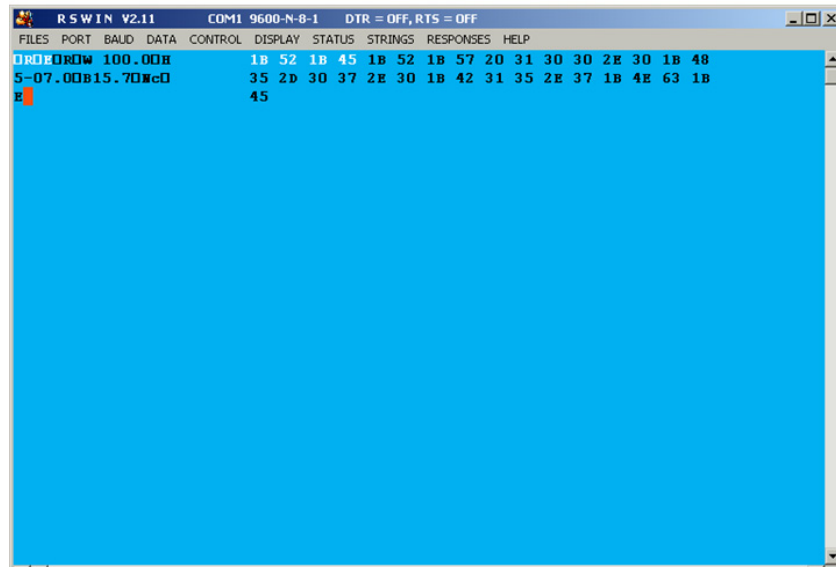 RSWIN V2.11 COM1 9600-N-8-1 DTR = OFF, RTS = OFF
FILES PORT BAUD DATA CONTROL DISPLAY STATUS STRINGS RESPONSES HELP
□R□E□R□W 100.0□H 1B 52 1B 45 1B 52 1B 57 20 31 30 30 2E 30 1B 48
5-07.0□B15.7□Nc□ 35 2D 30 37 2E 30 1B 42 31 35 2E 37 1B 4E 63 1B
E 45